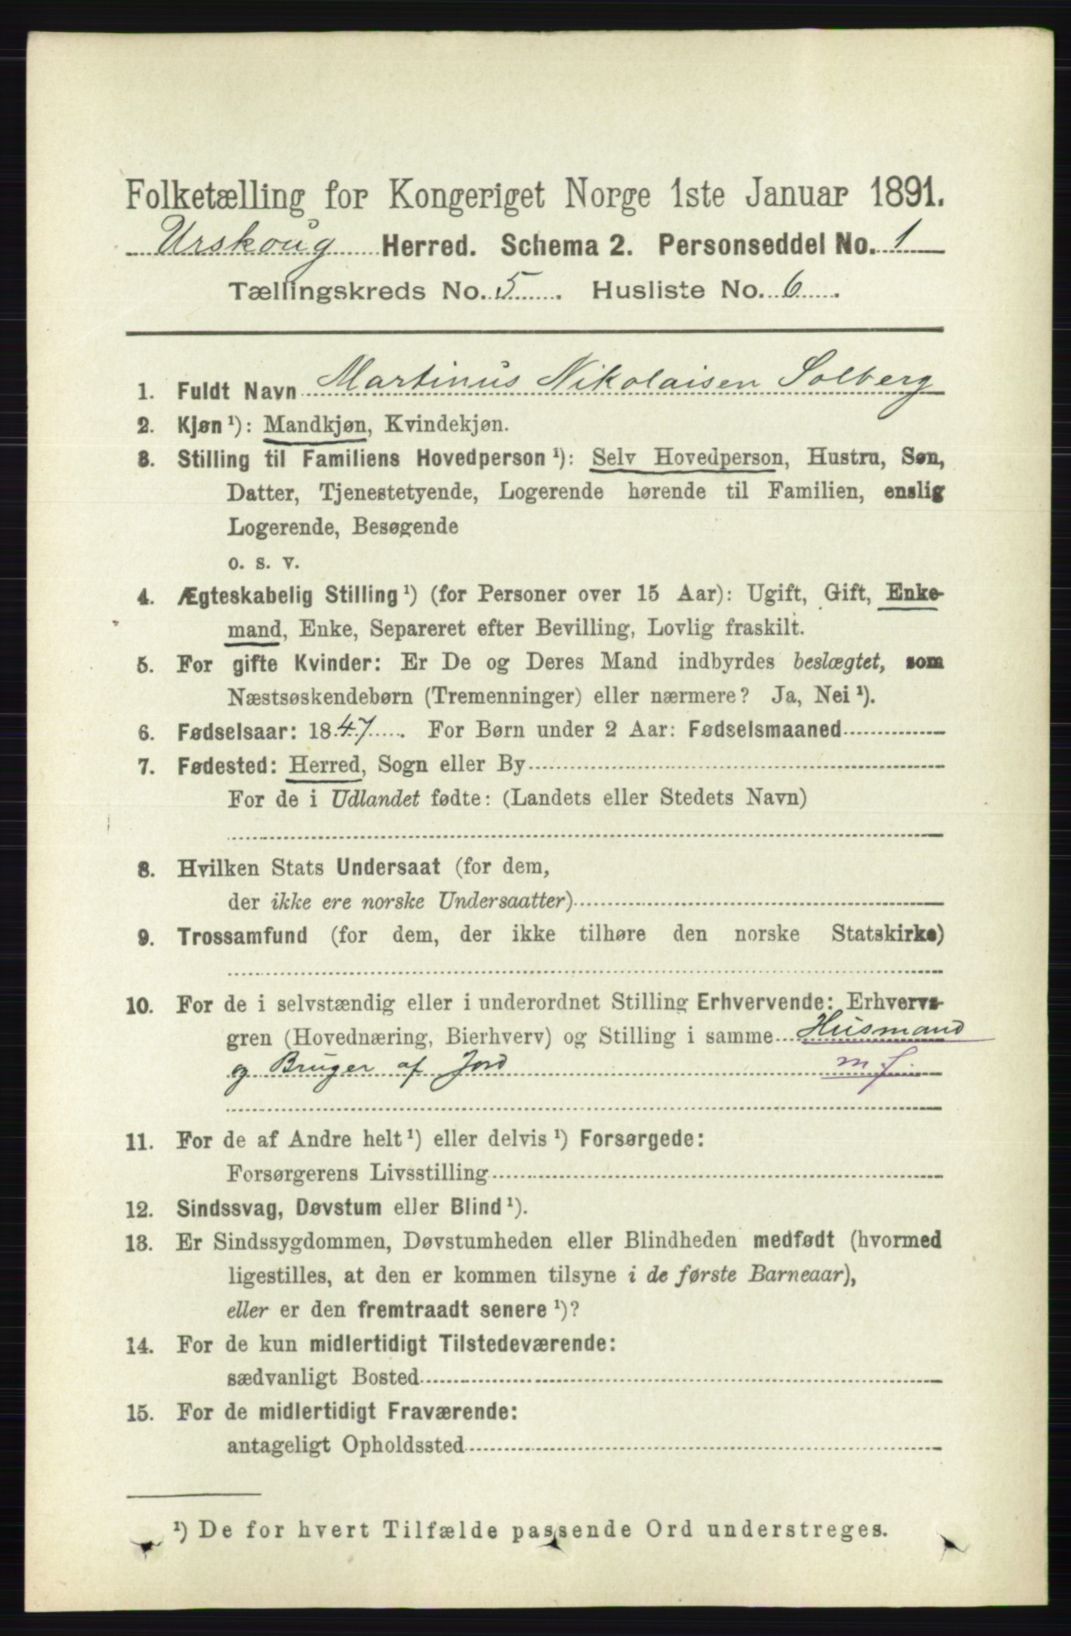 Folketælling for Kongeriget Norge 1ste Januar 1891.
Urskoug Herred. Schema 2. Personseddel No. 1
Tællingskreds No. 5. Husliste No. 6.
1. Fuldt Navn Martinus Nikolaisen Solberg
2. Kjøn ¹): Mandkjøn, Kvindekjøn.
3. Stilling til Familiens Hovedperson ¹): Selv Hovedperson, Hustru, Søn,
Datter, Tjenestetyende, Logerende hørende til Familien, enslig
Logerende, Besøgende
o. s. v.
4. Ægteskabelig Stilling ¹) (for Personer over 15 Aar): Ugift, Gift, Enke-
mand, Enke, Separeret efter Bevilling, Lovlig fraskilt.
5. For gifte Kvinder: Er De og Deres Mand indbyrdes beslægtet, som
Næstsøskendebørn (Tremenninger) eller nærmere? Ja, Nei ¹).
6. Fødselsaar: 1847. For Børn under 2 Aar: Fødselsmaaned
7. Fødested: Herred, Sogn eller By
For de i Udlandet fødte: (Landets eller Stedets Navn)
8. Hvilken Stats Undersaat (for dem,
der ikke ere norske Undersaatter)
9. Trossamfund (for dem, der ikke tilhøre den norske Statskirke)
10. For de i selvstændig eller i underordnet Stilling Erhvervende: Erhvervs-
gren (Hovednæring, Bierhverv) og Stilling i samme Husmand
og Bruger af Jord m J.
11. For de af Andre helt ¹) eller delvis ¹) Forsørgede:
Forsørgerens Livsstilling
12. Sindssvag, Døvstum eller Blind ¹).
13. Er Sindssygdommen, Døvstumheden eller Blindheden medfødt (hvormed
ligestilles, at den er kommen tilsyne i de første Barneaar),
eller er den fremtraadt senere ¹)?
14. For de kun midlertidigt Tilstedeværende:
sædvanligt Bosted
15. For de midlertidigt Fraværende:
antageligt Opholdssted
¹) De for hvert Tilfælde passende Ord understreges.